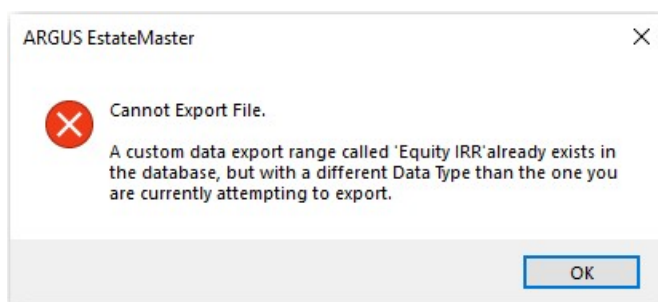 ARGUS EstateMaster
Cannot Export File.
A custom data export range called 'Equity IRR'already exists in
the database, but with a different Data Type than the one you
are currently attempting to export.
OK